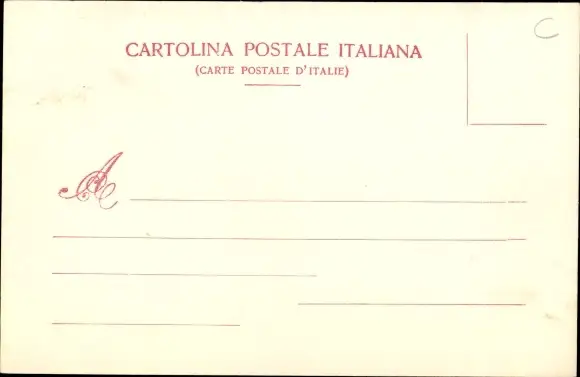 CARTOLINA POSTALE ITALIANA
(CARTE POSTALE D'ITALIE)
C
A